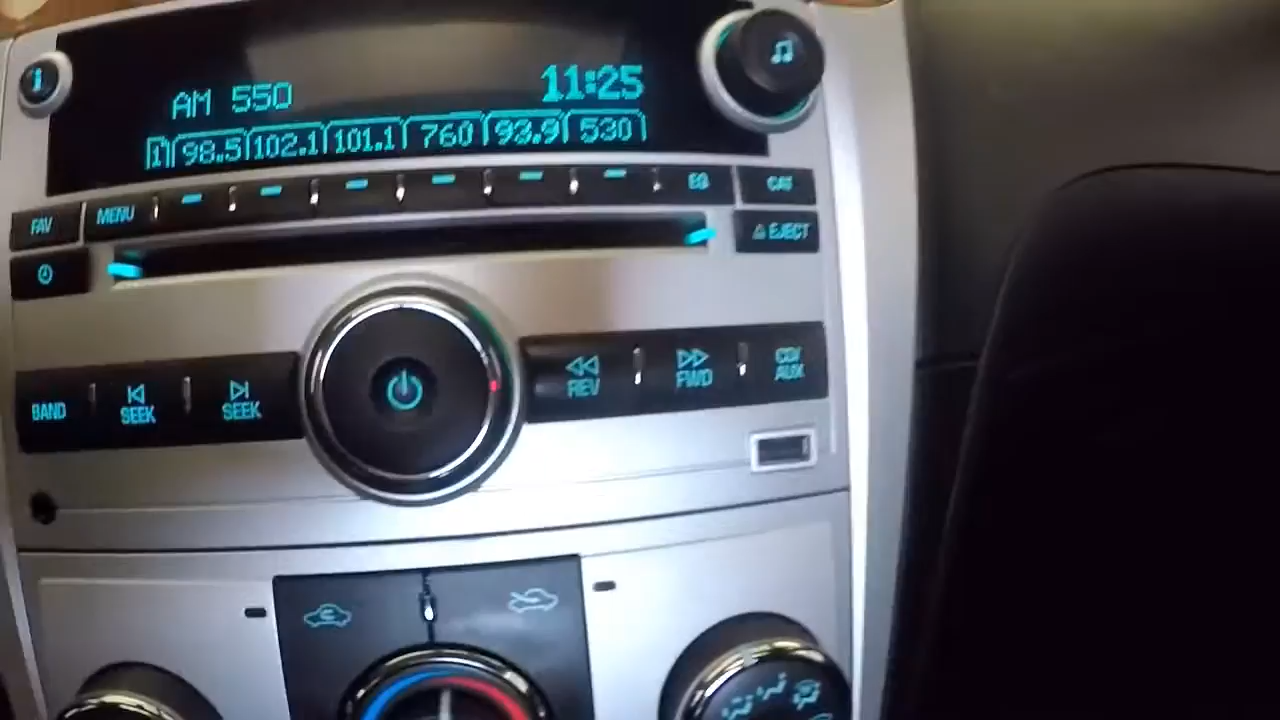 i
AM 550 11:25
1 98.5 102.1 101.1 760 93.9 530
FAV MENU EQ CAT
EJECT
BAND SEEK SEEK REV FWD CD/AUX